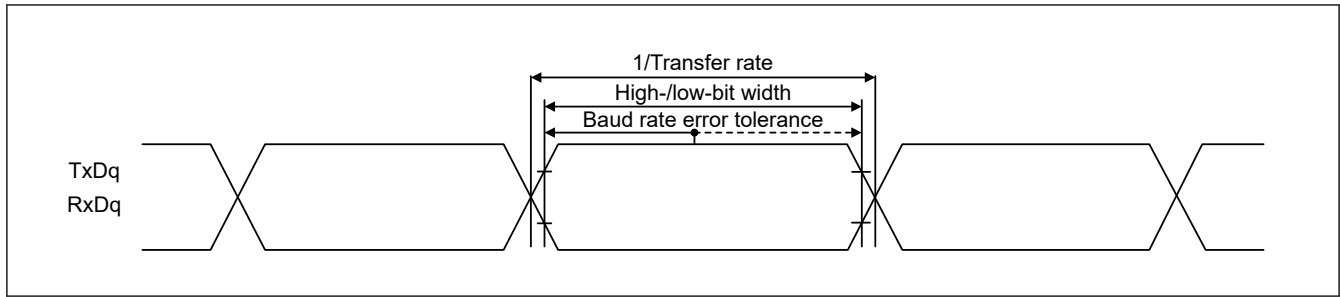 1/Transfer rate
High-/low-bit width
Baud rate error tolerance
TxDq
RxDq